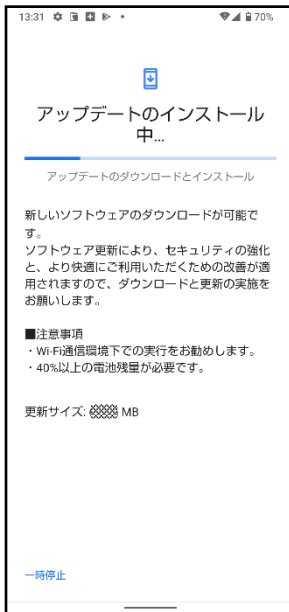 13:31
70%
アップデートのインストール
中...
アップデートのダウンロードとインストール
新しいソフトウェアのダウンロードが可能で
す。
ソフトウェア更新により、セキュリティの強化
と、より快適にご利用いただくための改善が適
用されますので、ダウンロードと更新の実施を
お願いします。
■注意事項
・Wi-Fi通信環境下での実行をお勧めします。
・40%以上の電池残量が必要です。
更新サイズ: MB
一時停止